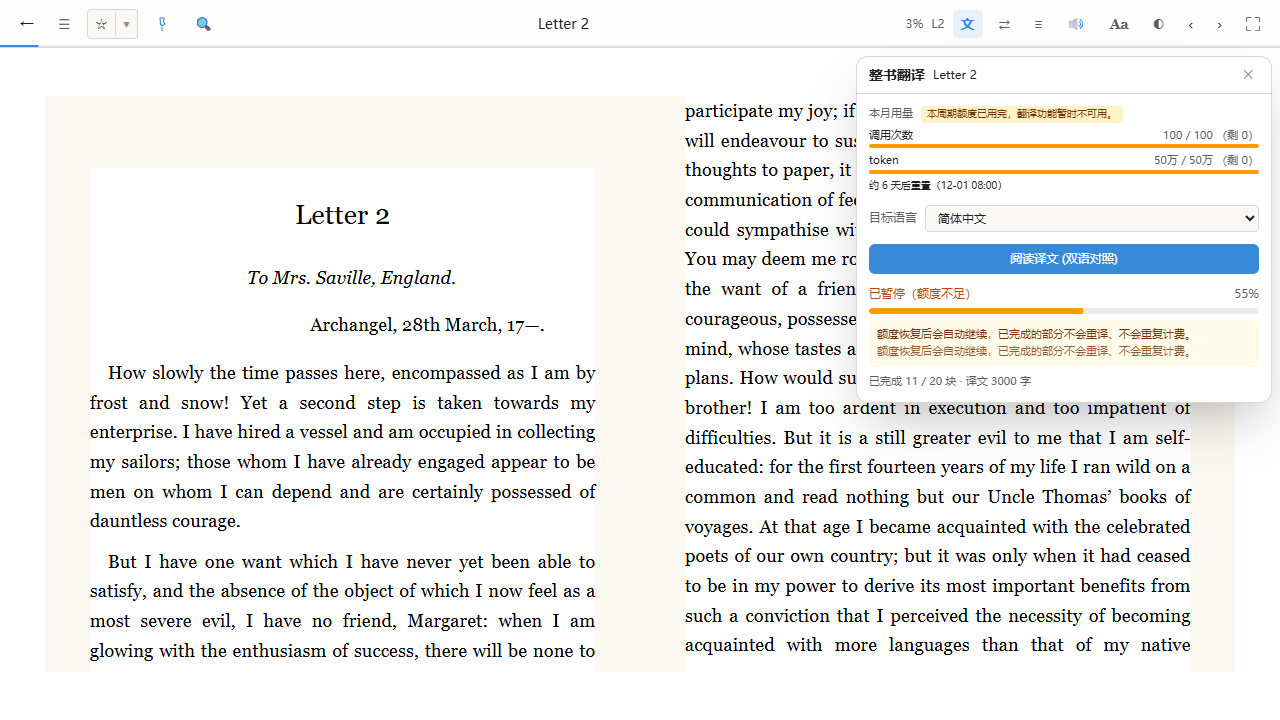 Letter 2
3% L2 文 Aa
整书翻译 Letter 2
本月用量 本周期额度已用完，翻译功能暂时不可用。
调用次数 100 / 100 （剩 0）
token 50万 / 50万 （剩 0）
约 6 天后重置（12-01 08:00）
目标语言 简体中文
阅读译文 (双语对照)
已暂停（额度不足） 55%
额度恢复后会自动继续，已完成的部分不会重译、不会重复计费。
额度恢复后会自动继续，已完成的部分不会重译、不会重复计费。
已完成 11 / 20 块 · 译文 3000 字
Letter 2
To Mrs. Saville, England.
Archangel, 28th March, 17—.
How slowly the time passes here, encompassed as I am by
frost and snow! Yet a second step is taken towards my
enterprise. I have hired a vessel and am occupied in collecting
my sailors; those whom I have already engaged appear to be
men on whom I can depend and are certainly possessed of
dauntless courage.
But I have one want which I have never yet been able to
satisfy, and the absence of the object of which I now feel as a
most severe evil, I have no friend, Margaret: when I am
glowing with the enthusiasm of success, there will be none to
participate my joy; if
will endeavour to
thoughts to paper, it
communication of
could sympathise
You may deem me
the want of a
courageous,
mind, whose tastes
plans. How would
brother! I am too ardent in execution and too impatient of
difficulties. But it is a still greater evil to me that I am self-
educated: for the first fourteen years of my life I ran wild on a
common and read nothing but our Uncle Thomas’ books of
voyages. At that age I became acquainted with the celebrated
poets of our own country; but it was only when it had ceased
to be in my power to derive its most important benefits from
such a conviction that I perceived the necessity of becoming
acquainted with more languages than that of my native